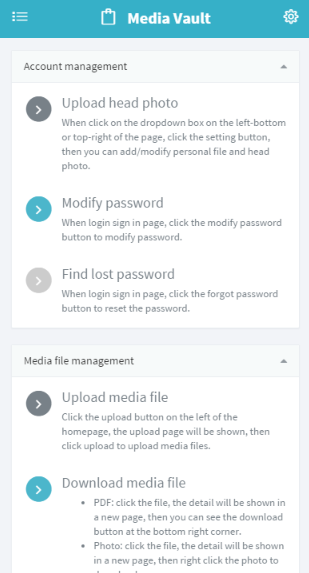 Media Vault
Account management
Upload head photo
When click on the dropdown box on the left-bottom
or top-right of the page, click the setting button,
then you can add/modify personal file and head
photo.
Modify password
When login sign in page, click the modify password
button to modify password.
Find lost password
When login sign in page, click the forgot password
button to reset the password.
Media file management
Upload media file
Click the upload button on the left of the
homepage, the upload page will be shown, then
click upload to upload media files.
Download media file
• PDF: click the file, the detail will be shown in
a new page, then you can see the download
button at the bottom right corner.
• Photo: click the file, the detail will be shown
in a new page, then right click the photo to